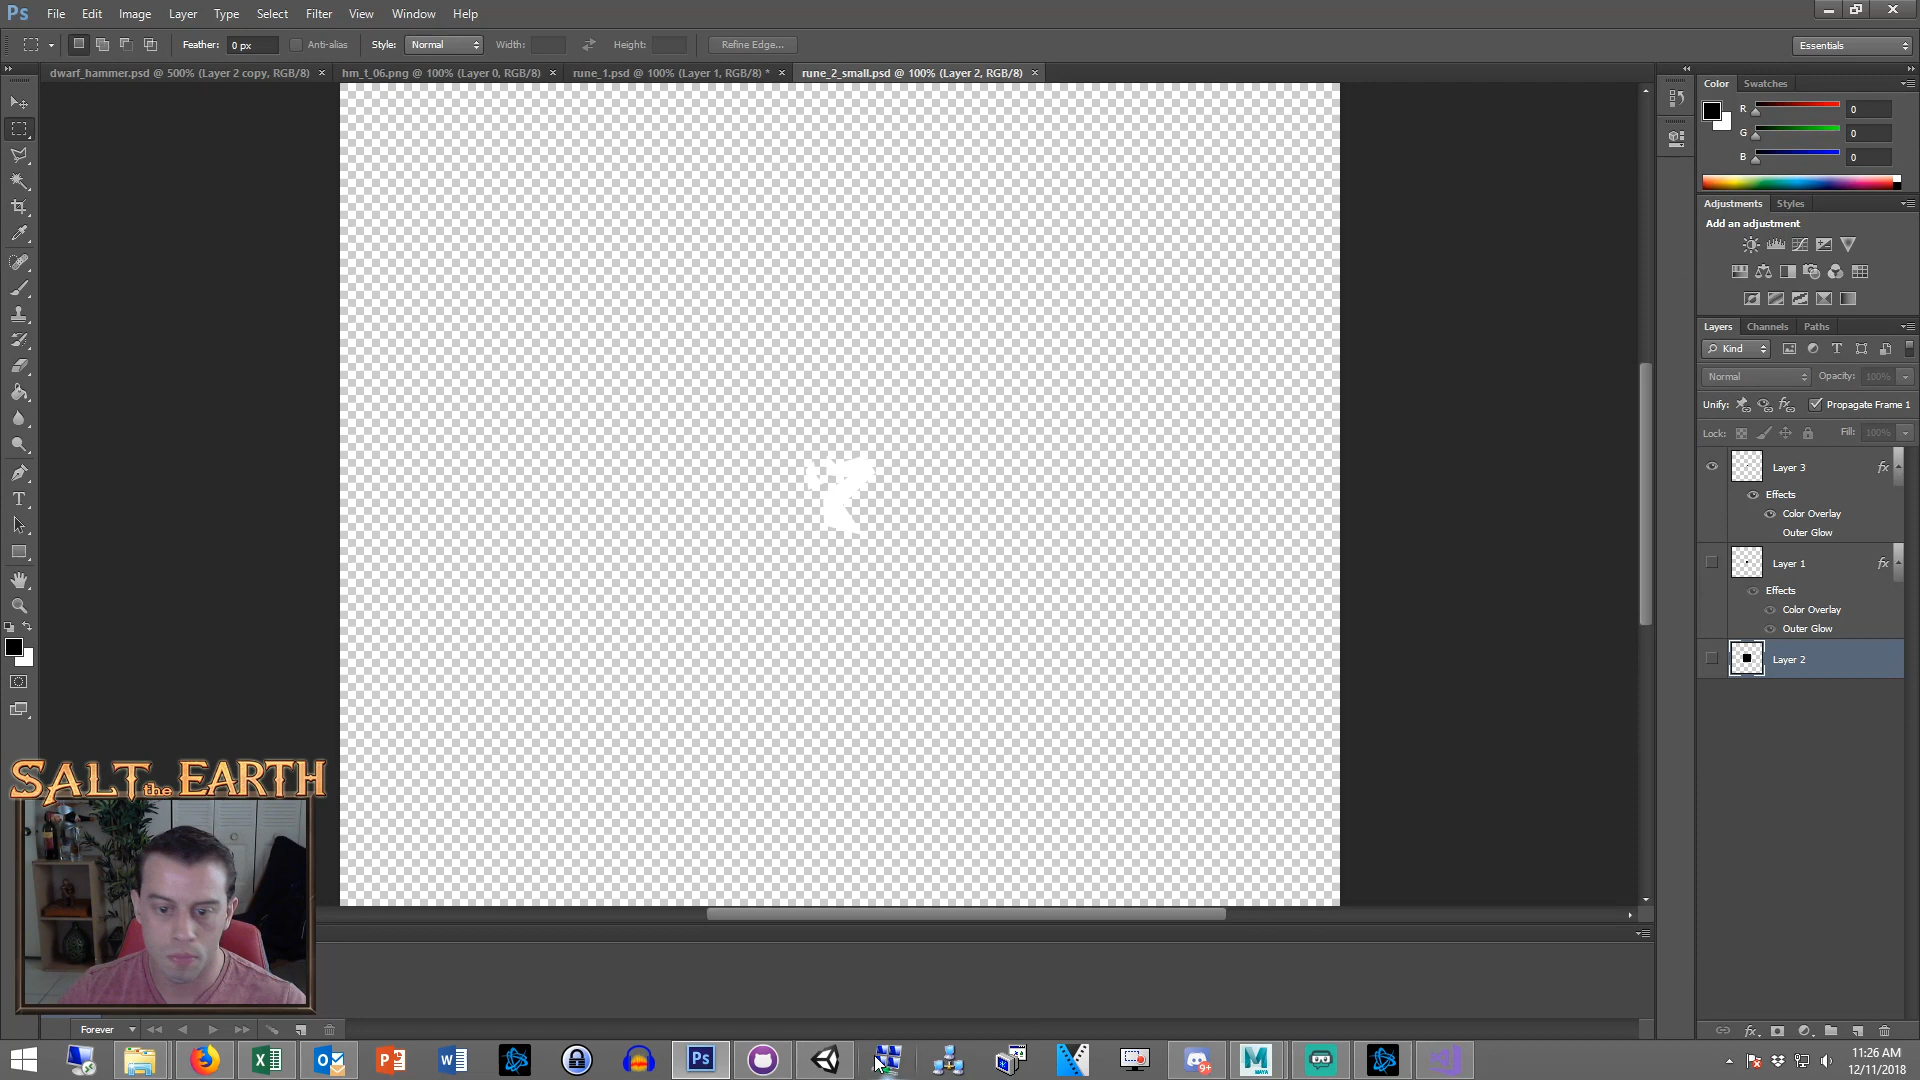 Ps File Edit Image Layer Type Select Filter 3D View Window Help
Feather: 0 px Anti-alias Style: Normal Width: Height: Refine Edge... Essentials
dwarf_hammer.psd @ 500% (Layer 2 copy, RGB/8) × hm_t_06.png @ 100% (Layer 0, RGB/8) × rune_1.psd @ 100% (Layer 1, RGB/8) * × rune_2_small.psd @ 100% (Layer 2, RGB/8) ×
Color Swatches
R 0
G 0
B 0
Adjustments Styles
Add an adjustment
Layers Channels Paths
Kind
Normal Opacity: 100%
Unify: Propagate Frame 1
Lock: Fill: 100%
Layer 3 fx
Effects
Color Overlay
Outer Glow
Layer 1 fx
Effects
Color Overlay
Outer Glow
Layer 2
SALT the EARTH
Forever
11:26 AM
12/11/2018